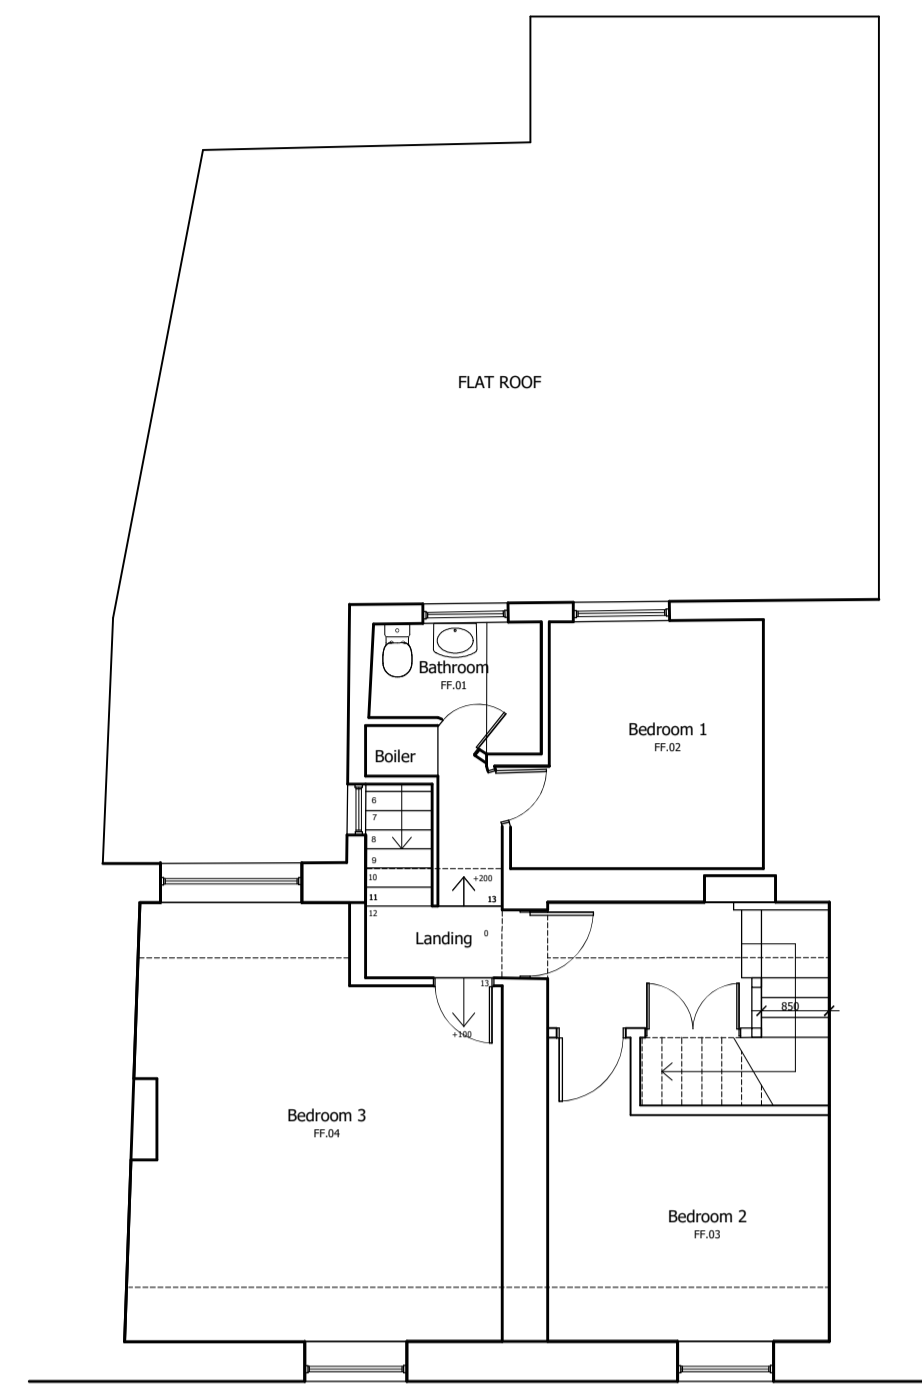 FLAT ROOF
Bathroom
FF.01
Bedroom 1
FF.02
Boiler
6
7
8
9
10
11
12
+200
13
Landing
0
13
+100
850
Bedroom 3
FF.04
Bedroom 2
FF.03